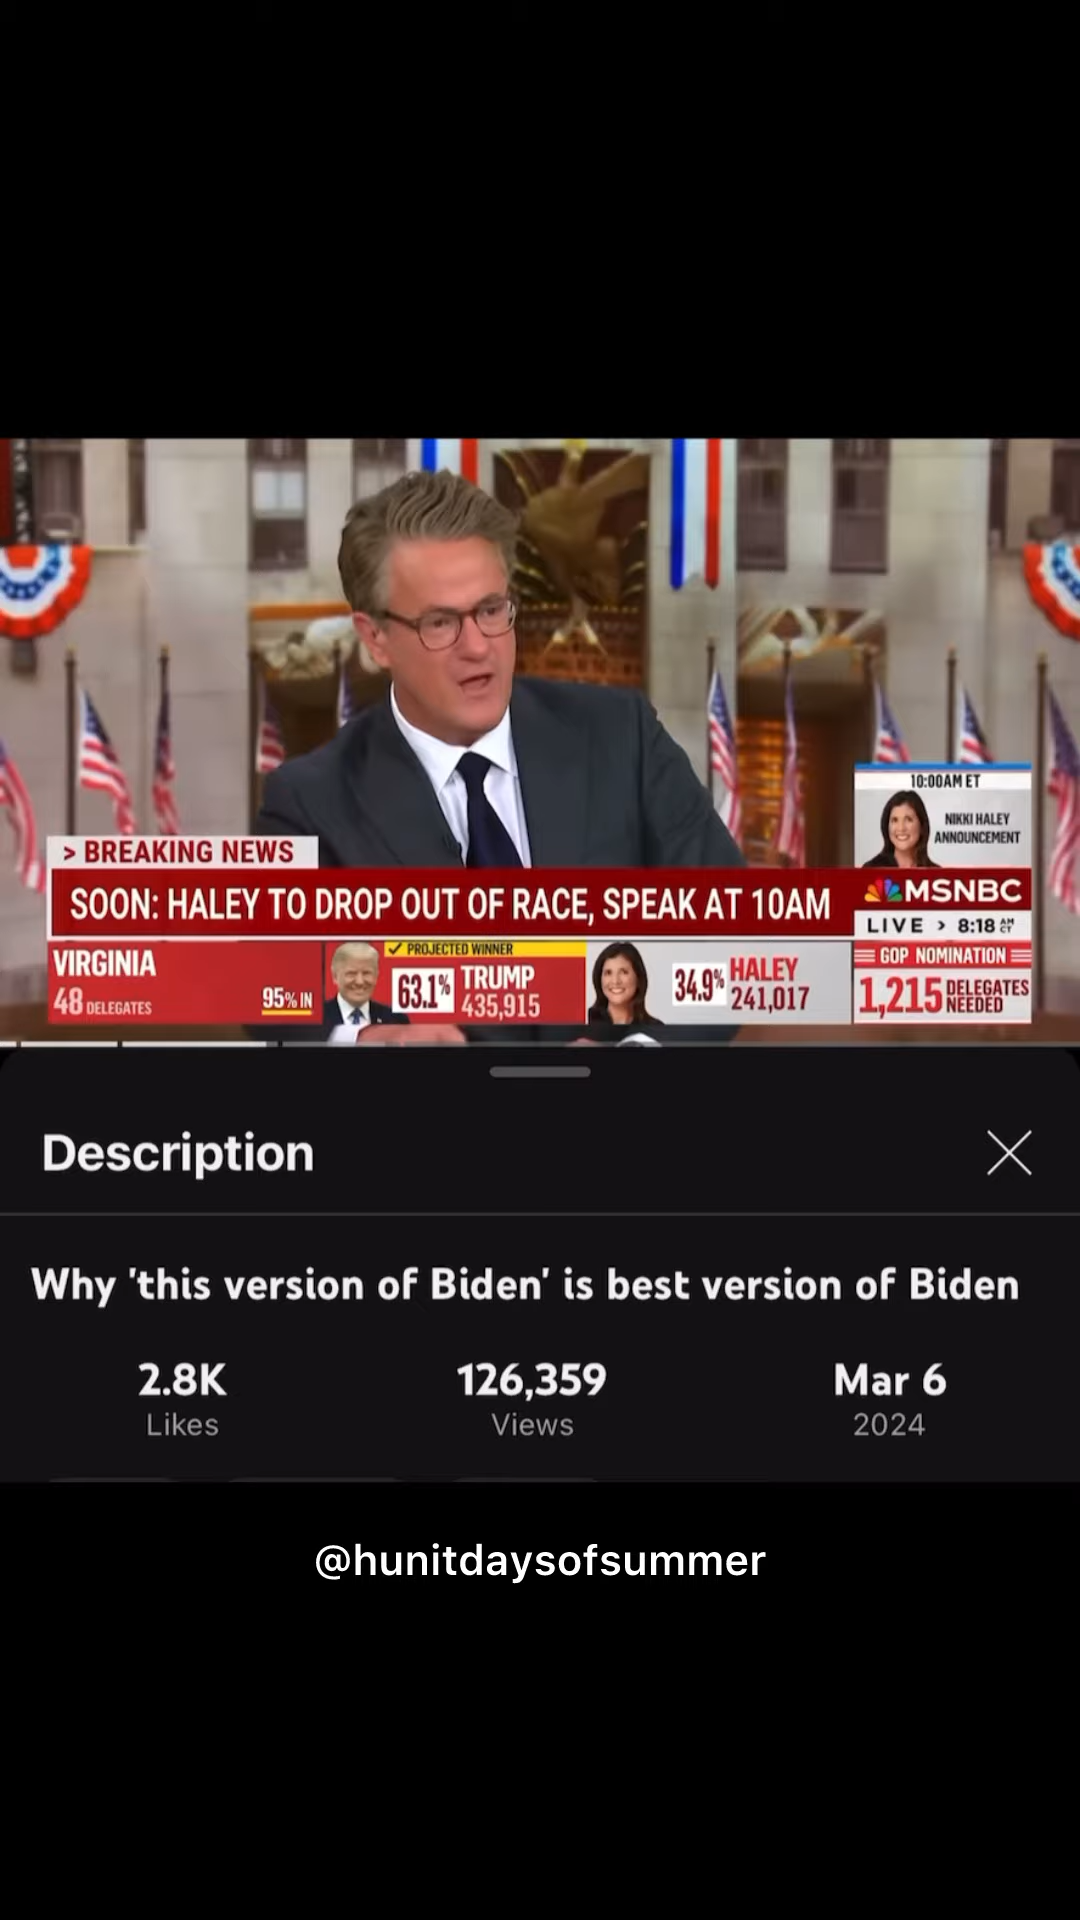 10:00AM ET
NIKKI HALEY
ANNOUNCEMENT
> BREAKING NEWS
SOON: HALEY TO DROP OUT OF RACE, SPEAK AT 10AM
MSNBC
LIVE > 8:18 AM CT
VIRGINIA
48 DELEGATES
95% IN
✓ PROJECTED WINNER
63.1% TRUMP
435,915
34.9% HALEY
241,017
GOP NOMINATION
1,215 DELEGATES NEEDED
Description
Why 'this version of Biden' is best version of Biden
2.8K
Likes
126,359
Views
Mar 6
2024
@hunitdaysofsummer